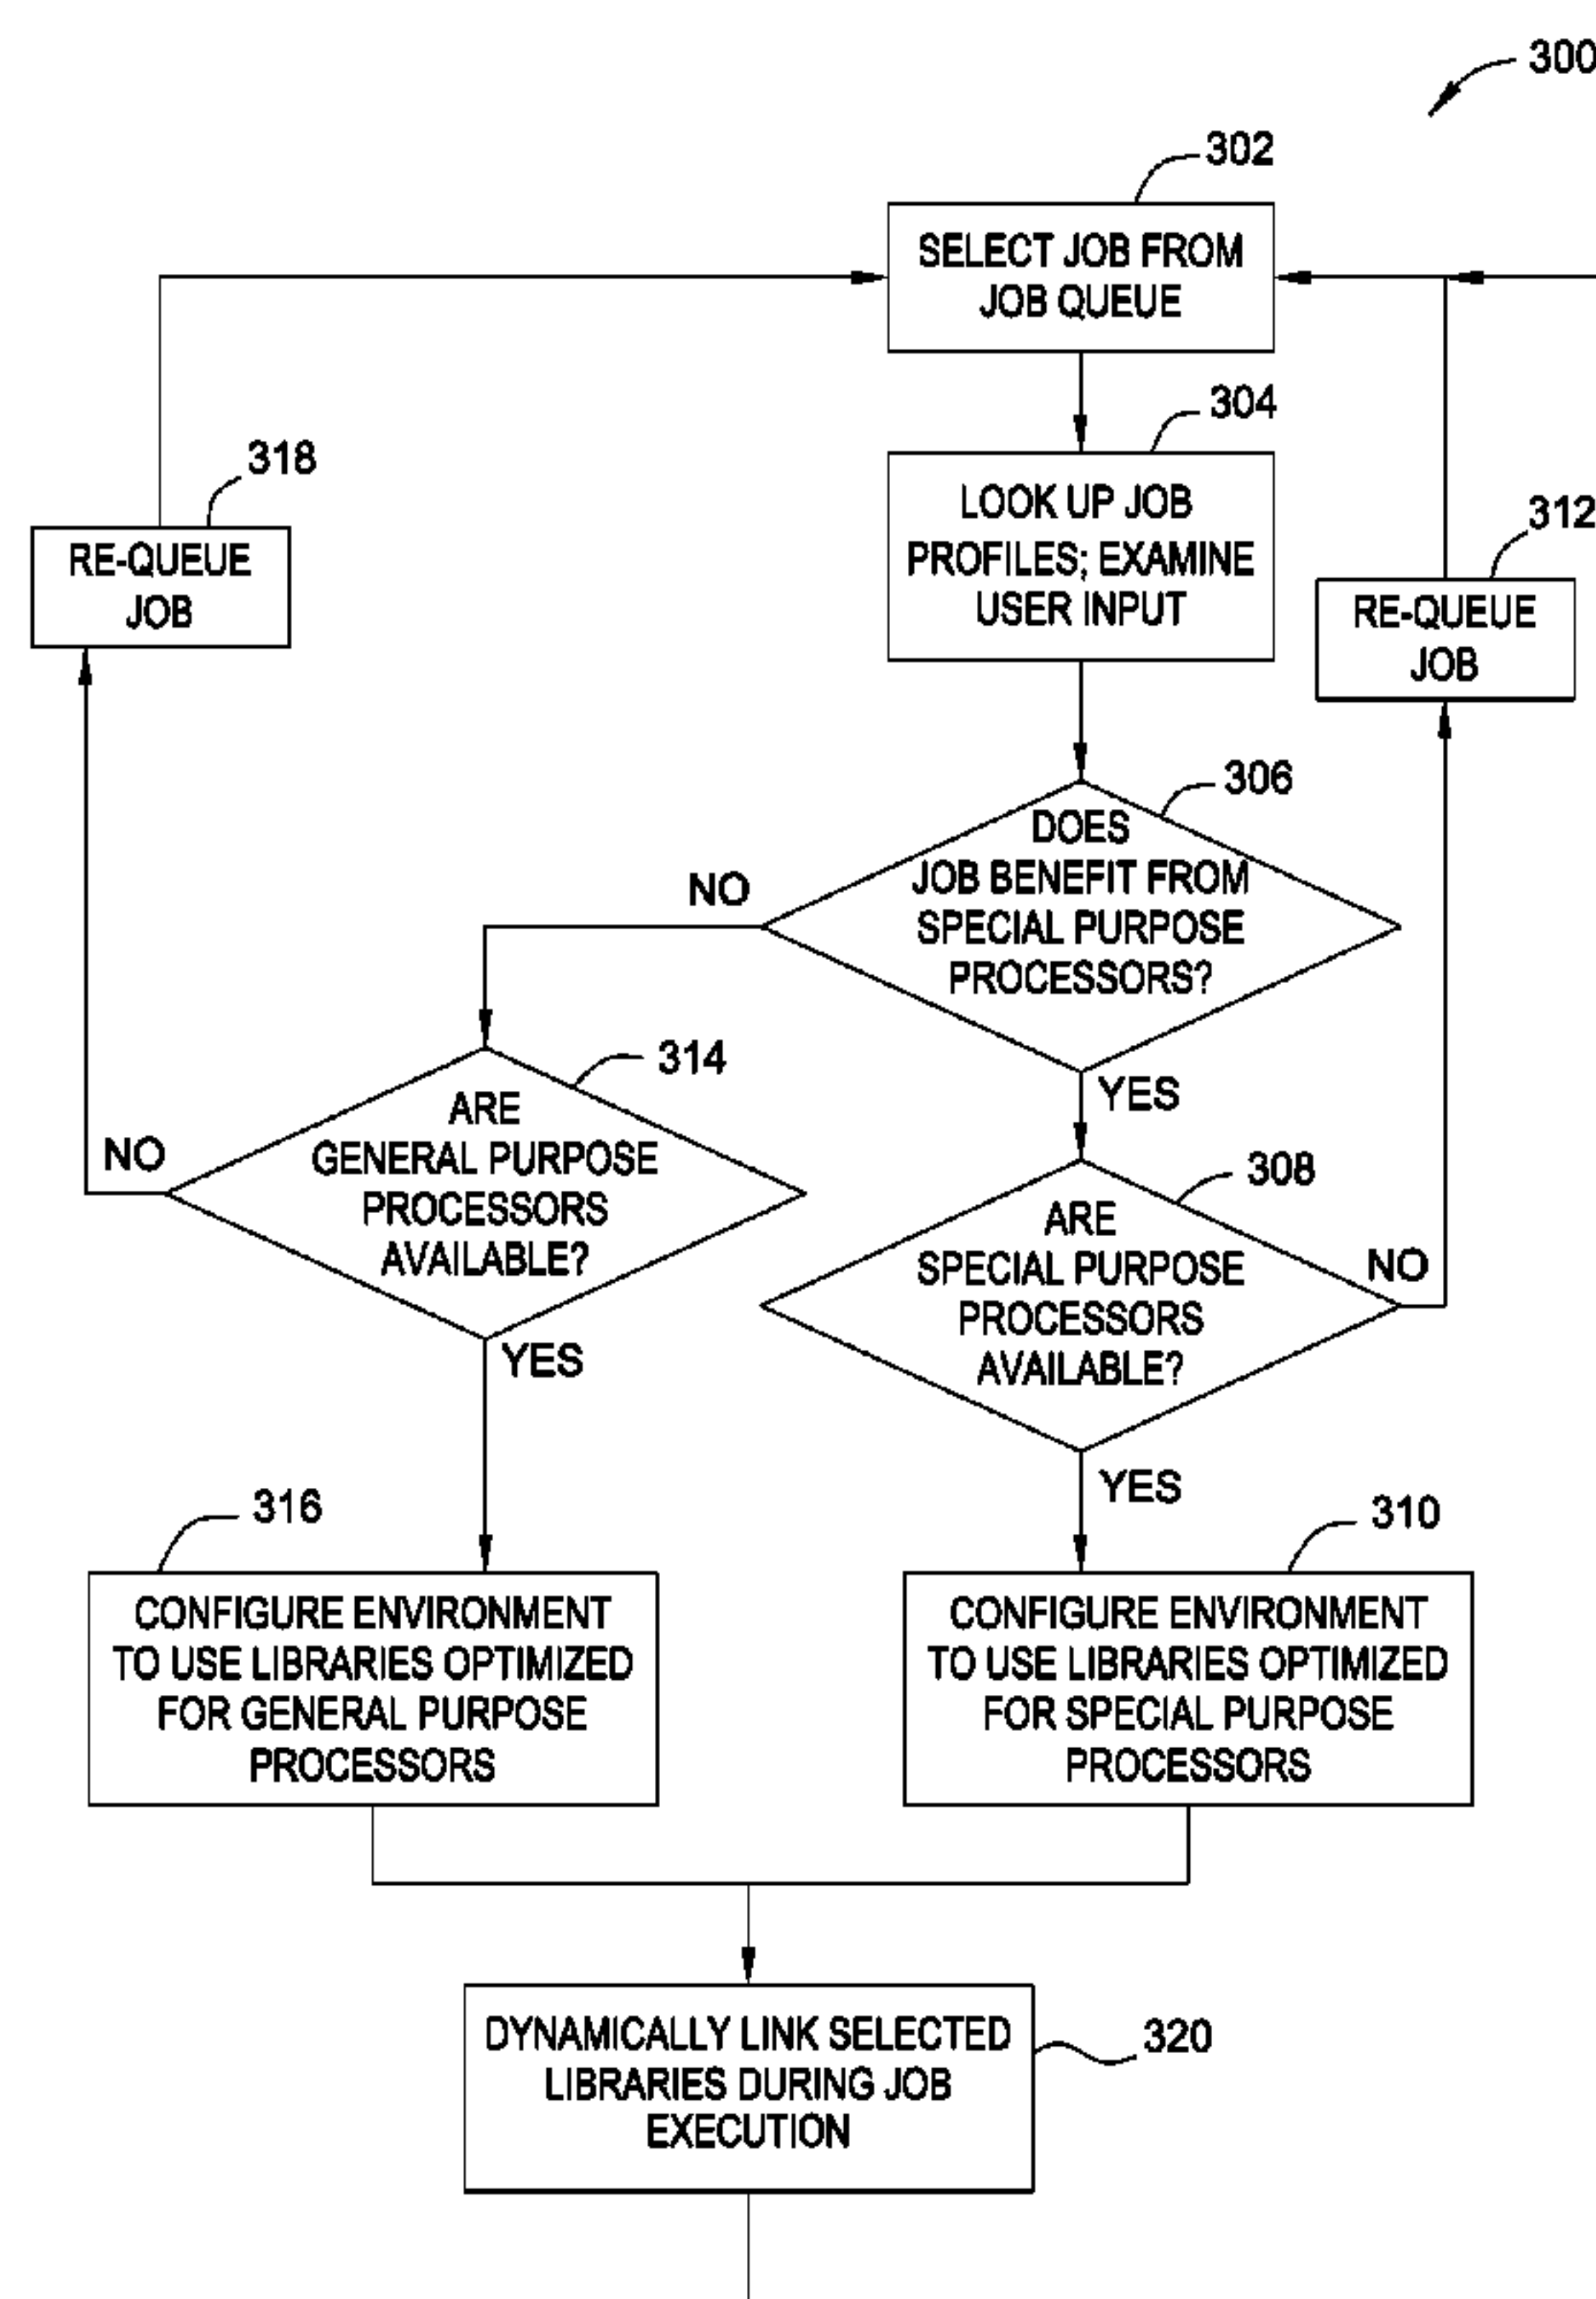 300
302
SELECT JOB FROM
JOB QUEUE
304
LOOK UP JOB
PROFILES; EXAMINE
USER INPUT
318
RE-QUEUE
JOB
312
RE-QUEUE
JOB
306
DOES
JOB BENEFIT FROM
SPECIAL PURPOSE
PROCESSORS?
NO
YES
314
ARE
GENERAL PURPOSE
PROCESSORS
AVAILABLE?
NO
YES
308
ARE
SPECIAL PURPOSE
PROCESSORS
AVAILABLE?
NO
YES
316
CONFIGURE ENVIRONMENT
TO USE LIBRARIES OPTIMIZED
FOR GENERAL PURPOSE
PROCESSORS
310
CONFIGURE ENVIRONMENT
TO USE LIBRARIES OPTIMIZED
FOR SPECIAL PURPOSE
PROCESSORS
DYNAMICALLY LINK SELECTED
LIBRARIES DURING JOB
EXECUTION
320